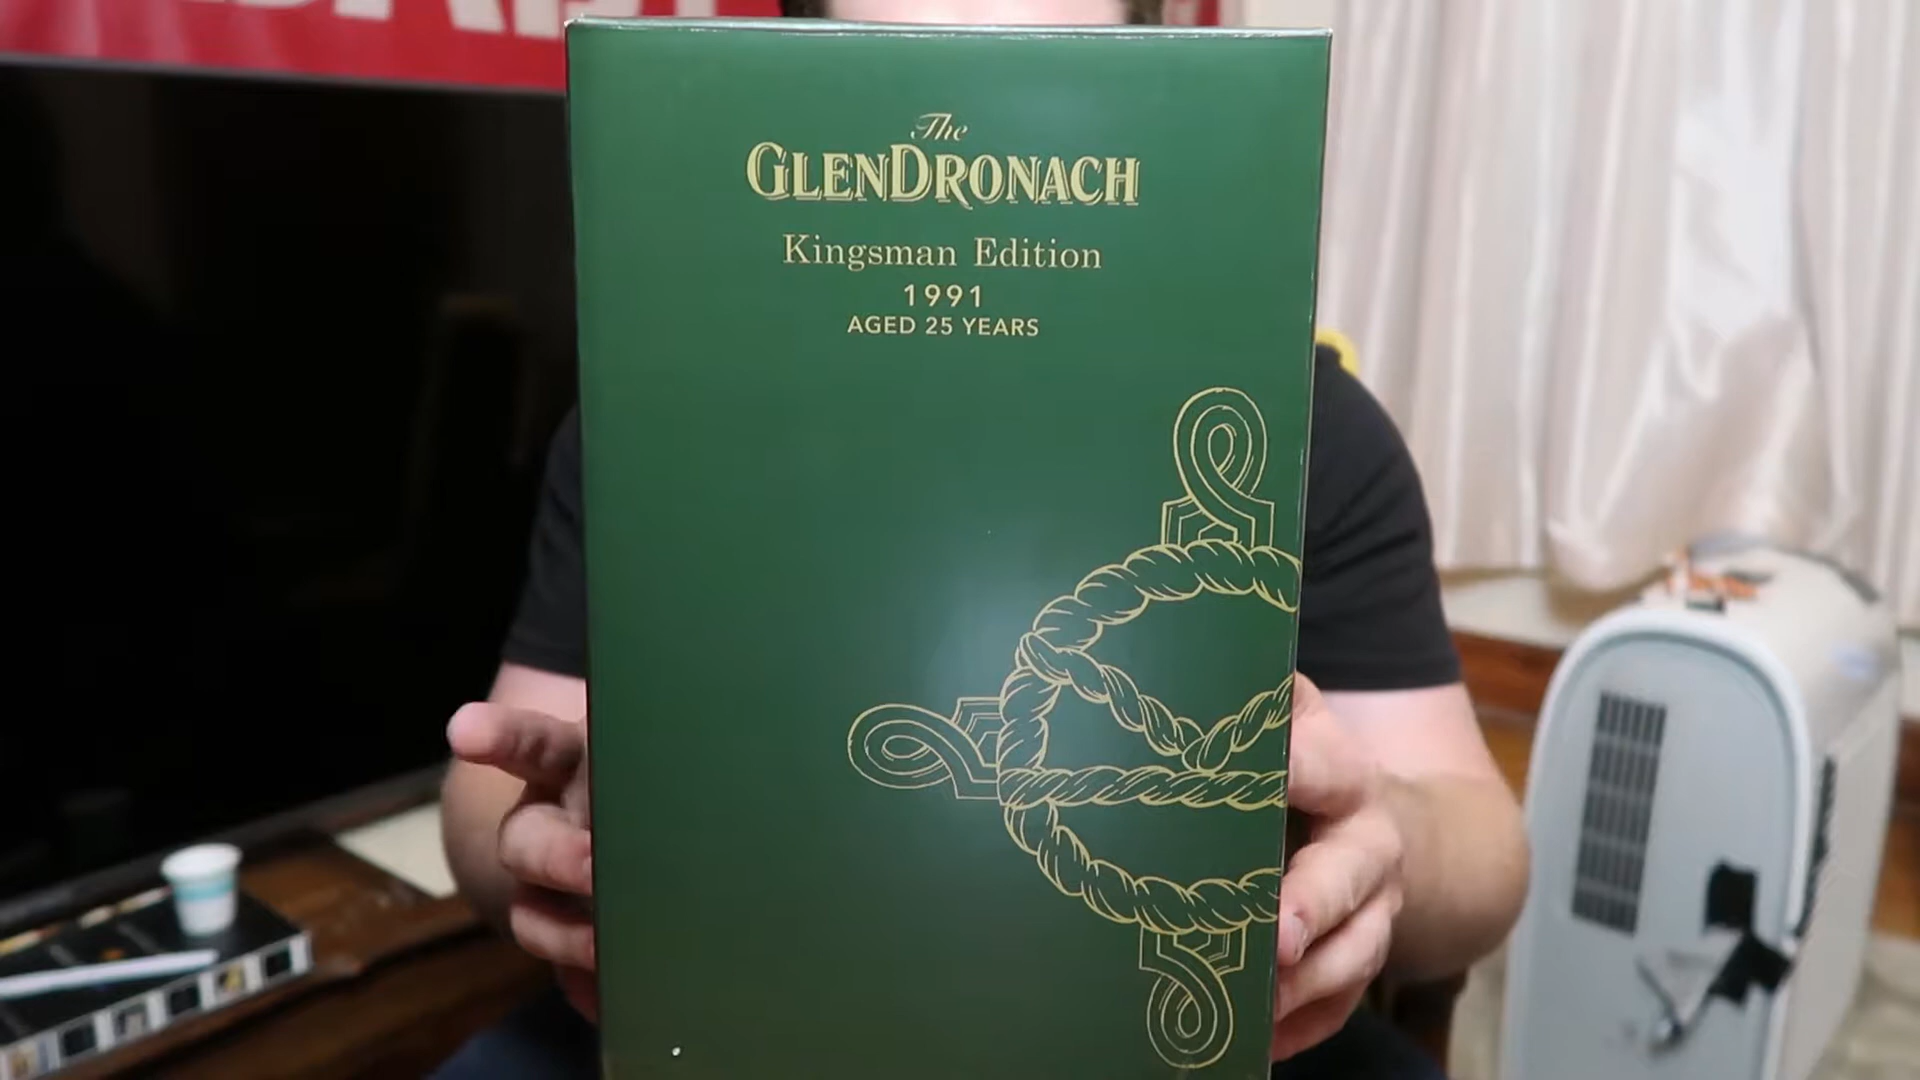 The
GLENDRONACH
Kingsman Edition
1991
AGED 25 YEARS